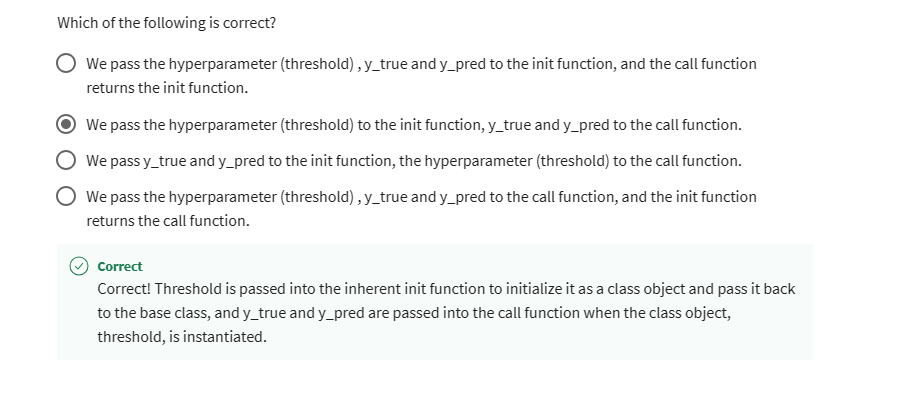 Which of the following is correct?
We pass the hyperparameter (threshold) , y_true and y_pred to the init function, and the call function
returns the init function.
We pass the hyperparameter (threshold) to the init function, y_true and y_pred to the call function.
We pass y_true and y_pred to the init function, the hyperparameter (threshold) to the call function.
We pass the hyperparameter (threshold) , y_true and y_pred to the call function, and the init function
returns the call function.
Correct
Correct! Threshold is passed into the inherent init function to initialize it as a class object and pass it back
to the base class, and y_true and y_pred are passed into the call function when the class object,
threshold, is instantiated.